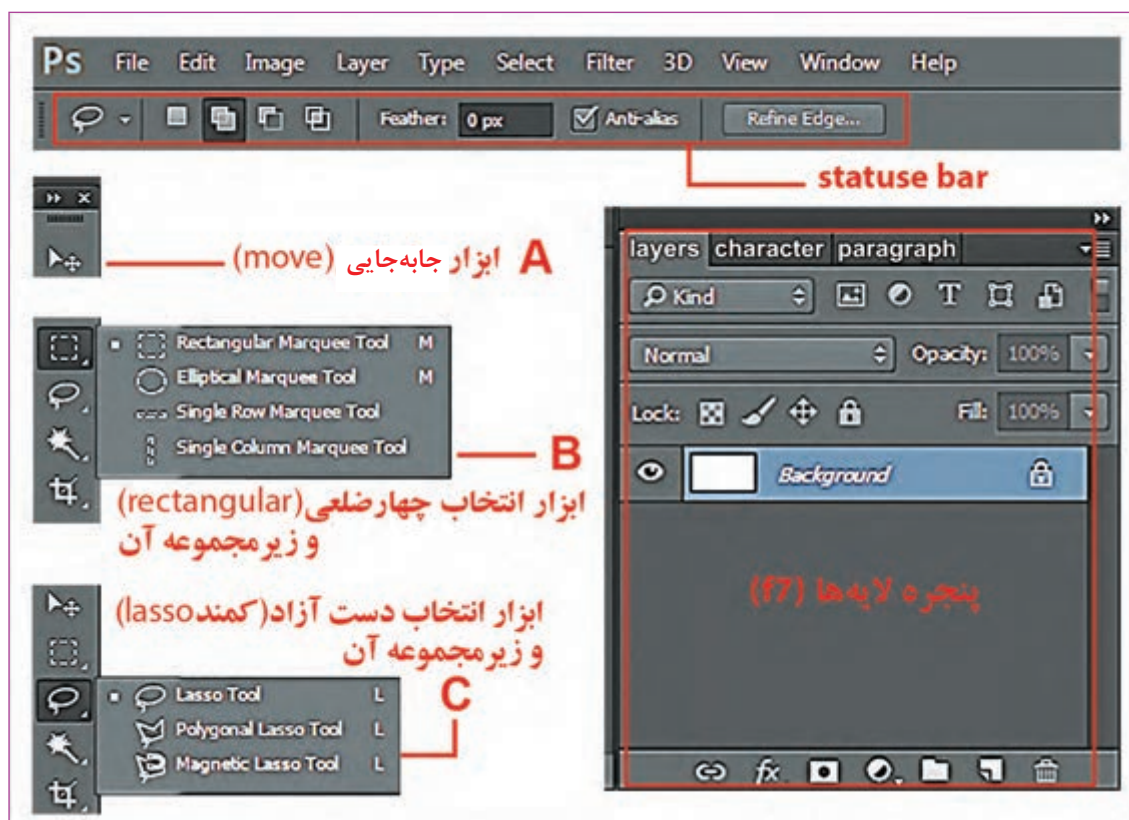 Ps File Edit Image Layer Type Select Filter 3D View Window Help
Feather: 0 px Anti-alias Refine Edge...
statuse bar
A ابزار جابه‌جایی (move)
Rectangular Marquee Tool M
Elliptical Marquee Tool M
Single Row Marquee Tool
Single Column Marquee Tool
B
ابزار انتخاب چهارضلعی(rectangular)
و زیرمجموعه آن
ابزار انتخاب دست آزاد(کمندlasso)
و زیرمجموعه آن
C
Lasso Tool L
Polygonal Lasso Tool L
Magnetic Lasso Tool L
layers character paragraph
Kind T
Normal Opacity: 100%
Lock: Fill: 100%
Background
پنجره لایه‌ها (f7)
fx